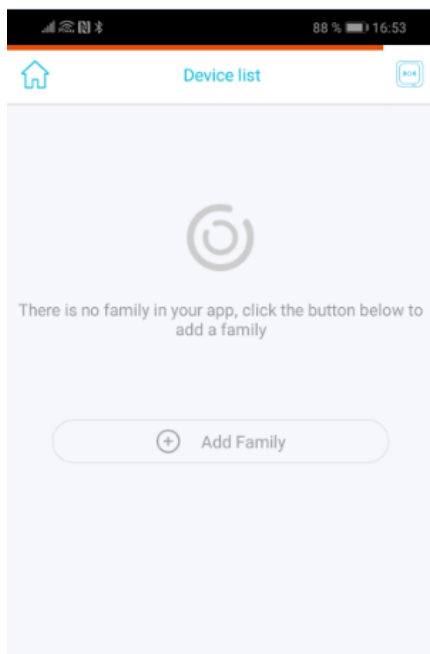 88 % 16:53
Device list
There is no family in your app, click the button below to
add a family
Add Family